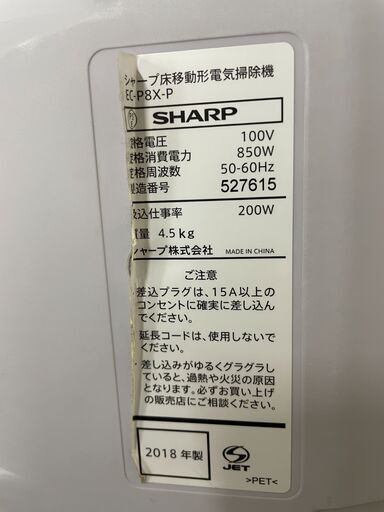 シャープ床移動形電気掃除機
EC-P8X-P
SHARP
格電圧 100V
格消費電力 850W
格周波数 50-60Hz
製造番号 527615
込仕事率 200W
量 4.5kg
シャープ株式会社 MADE IN CHINA
ご注意
差込プラグは、15A以上の
コンセントに確実に差し込ん
でください。
延長コードは、使用しないで
ください。
差し込みがゆるくグラグラし
ていると、過熱や火災の原因
となります。必ずお買い上げ
の販売店にご相談ください。
2018年製
JET
>PET<